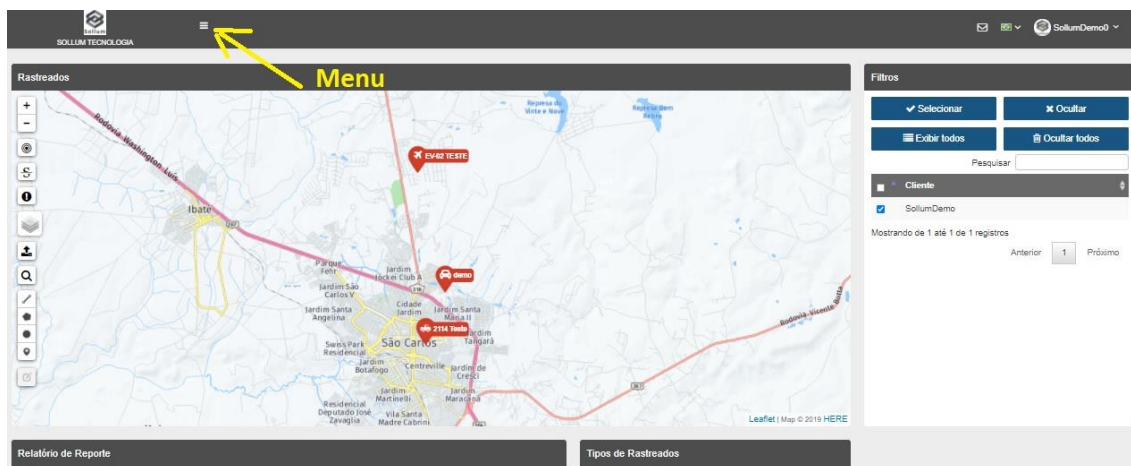 Sollum
SOLLUM TECNOLOGIA
SollumDemo0
Menu
Rastreados
+
-
Rodovia Washington Luís
Represa do
Vinte e Nove
EV-02 TESTE
Ibaté
Parque
Fehr
Jardim
Jóckei Club A
demo
Jardim São
Carlos V
Jardim Santa
Angelina
Cidade
Jardim
Jardim Santa
Maria II
2114 Teste
Jardim
Tangará
Swiss Park
Residencial
São Carlos
Jardim
Botafogo
Centreville
Jardim de
Cresci
Jardim
Martinelli
Jardim
Maracanã
Residencial
Deputado José
Zavaglia
Vila Santa
Madre Cabrini
Rodovia Vicente Botta
Leaflet | Map © 2019 HERE
Filtros
Selecionar
Ocultar
Exibir todos
Ocultar todos
Pesquisar
Cliente
SollumDemo
Mostrando de 1 até 1 de 1 registros
Anterior 1 Próximo
Relatório de Reporte
Tipos de Rastreados